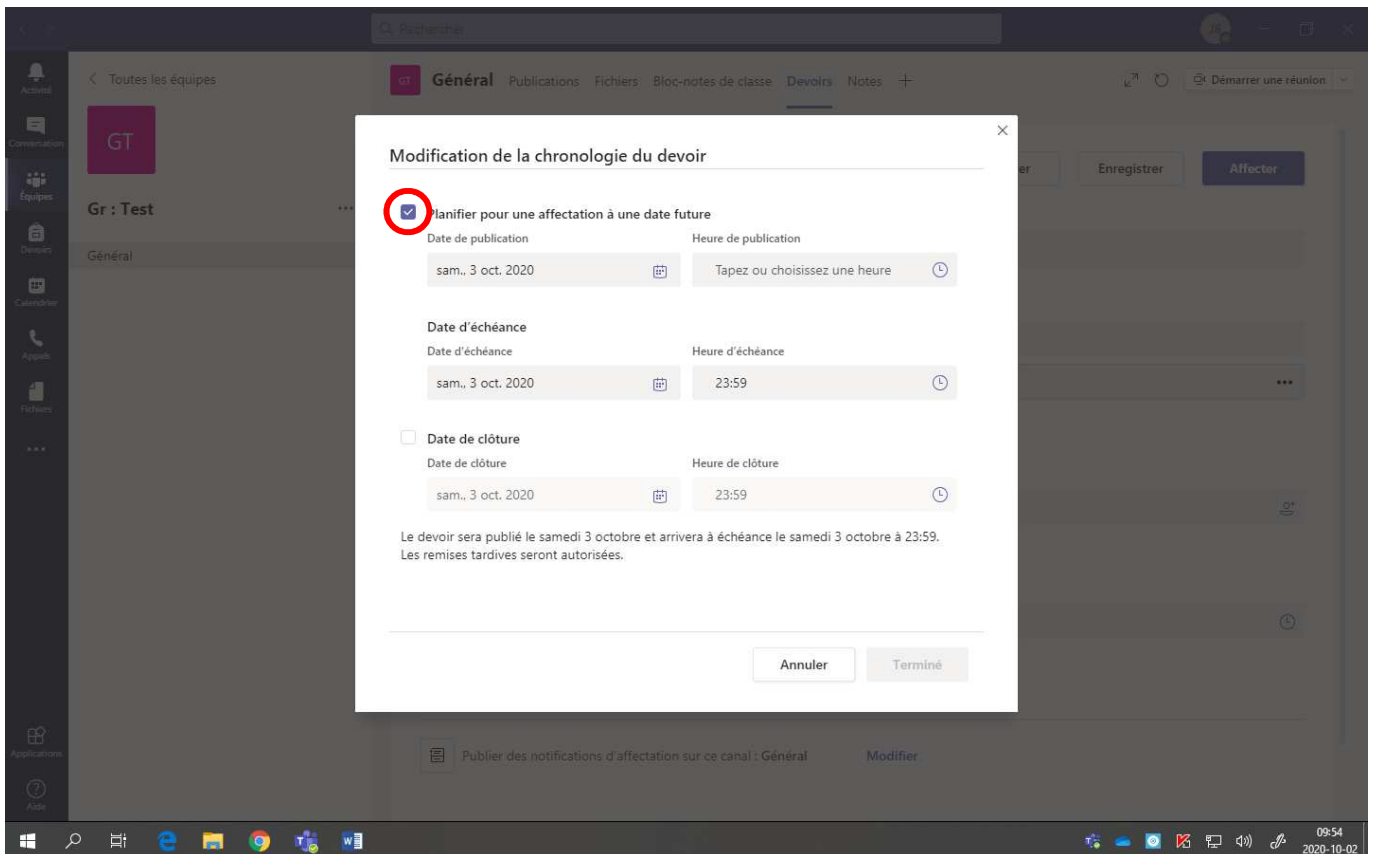 Rechercher
Activité
Conversation
Équipes
Devoirs
Calendrier
Appels
Fichiers
Applications
Aide
Toutes les équipes
GT
Gr : Test
Général
GT Général Publications Fichiers Bloc-notes de classe Devoirs Notes
Démarrer une réunion
er Enregistrer Affecter
Modification de la chronologie du devoir
Planifier pour une affectation à une date future
Date de publication Heure de publication
sam., 3 oct. 2020 Tapez ou choisissez une heure
Date d'échéance
Date d'échéance Heure d'échéance
sam., 3 oct. 2020 23:59
Date de clôture
Date de clôture Heure de clôture
sam., 3 oct. 2020 23:59
Le devoir sera publié le samedi 3 octobre et arrivera à échéance le samedi 3 octobre à 23:59.
Les remises tardives seront autorisées.
Annuler Terminé
Publier des notifications d'affectation sur ce canal : Général Modifier
09:54
2020-10-02